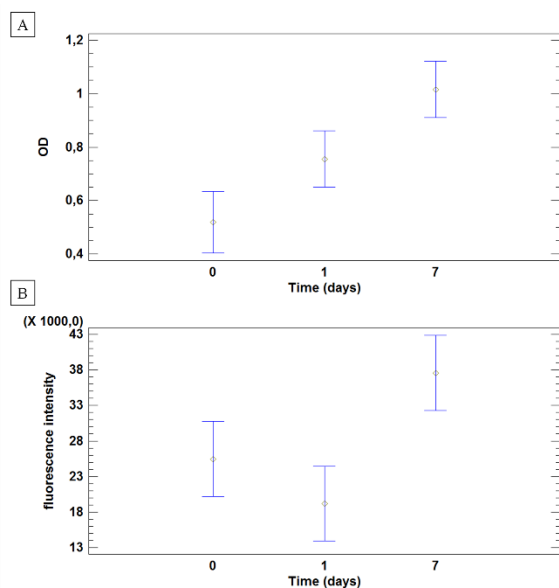 A
1,2
1
0,8
0,6
0,4
OD
0 1 7
Time (days)
B
(X 1000,0)
43
38
33
28
23
18
13
fluorescence intensity
0 1 7
Time (days)